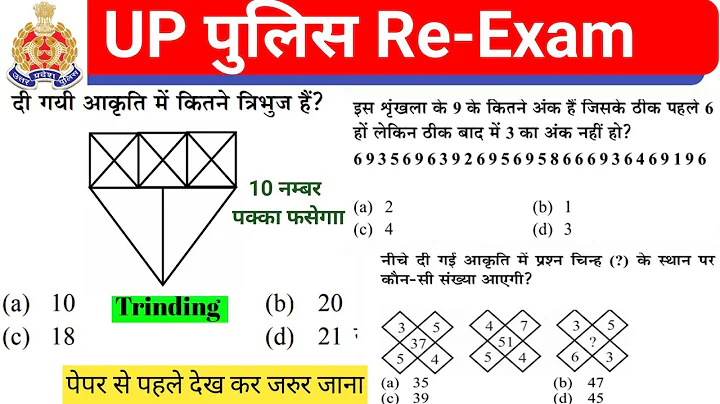 UP पुलिस Re-Exam
उत्तर प्रदेश पुलिस
दी गयी आकृति में कितने त्रिभुज हैं?
10 नम्बर
पक्का फसेगाा
(a) 10
Trinding
(b) 20
(c) 18
(d) 21
पेपर से पहले देख कर जरुर जाना
इस शृंखला के 9 के कितने अंक हैं जिसके ठीक पहले 6
हों लेकिन ठीक बाद में 3 का अंक नहीं हो?
6 9 3 5 6 9 6 3 9 2 6 9 5 6 9 5 8 6 6 6 9 3 6 4 6 9 1 9 6
(a) 2
(b) 1
(c) 4
(d) 3
नीचे दी गई आकृति में प्रश्न चिन्ह (?) के स्थान पर
कौन-सी संख्या आएगी?
3 5 4 7 3 5
37 51 ?
5 4 5 4 6 3
(a) 35
(b) 47
(c) 39
(d) 45